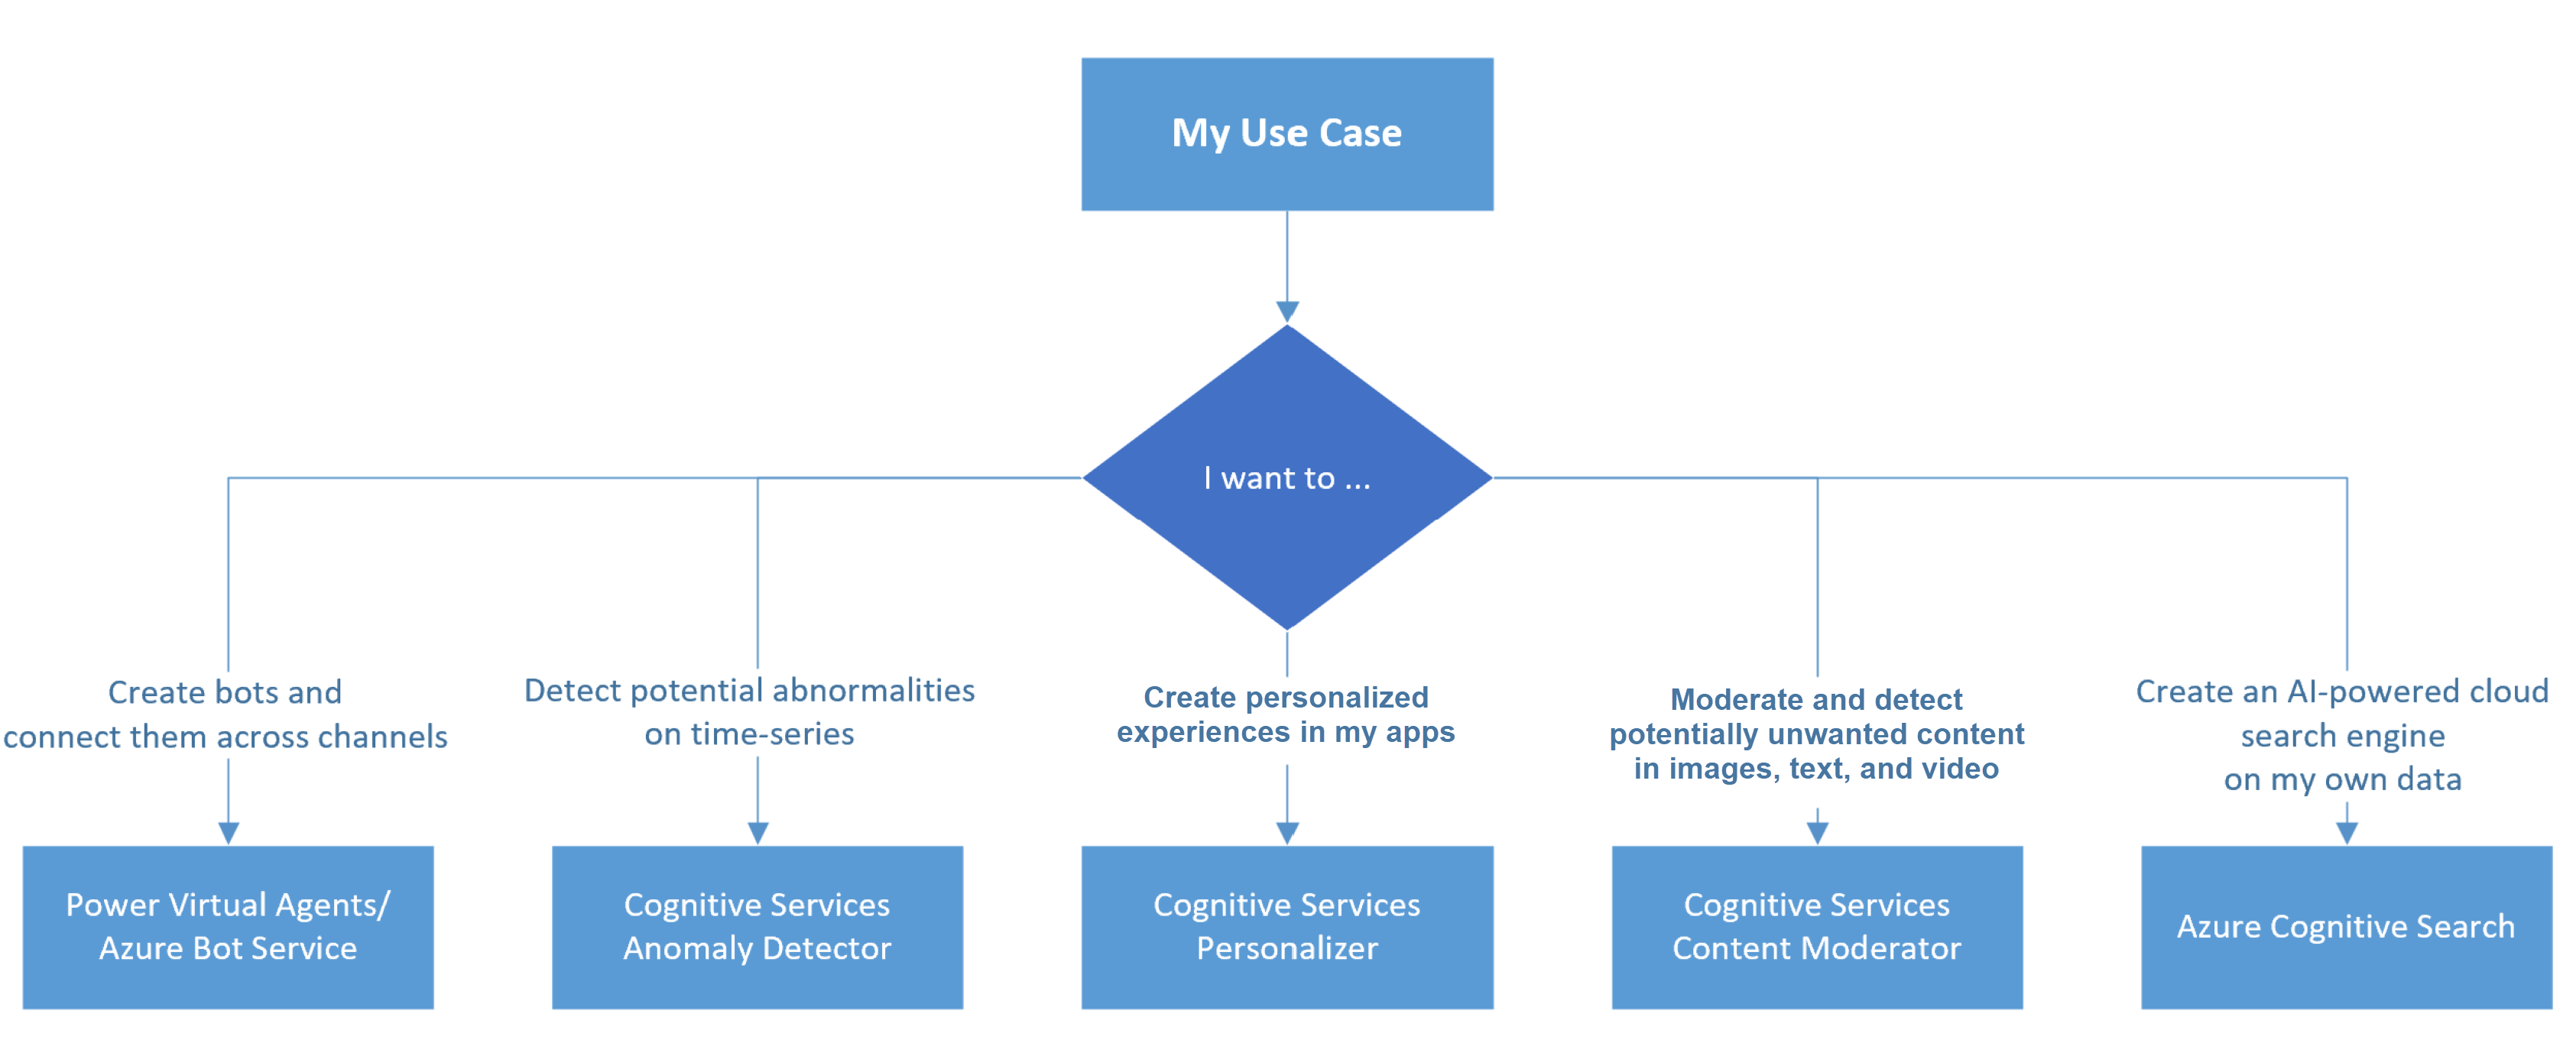 My Use Case
I want to ...
Create bots and
connect them across channels
Detect potential abnormalities
on time-series
Create personalized
experiences in my apps
Moderate and detect
potentially unwanted content
in images, text, and video
Create an AI-powered cloud
search engine
on my own data
Power Virtual Agents/
Azure Bot Service
Cognitive Services
Anomaly Detector
Cognitive Services
Personalizer
Cognitive Services
Content Moderator
Azure Cognitive Search